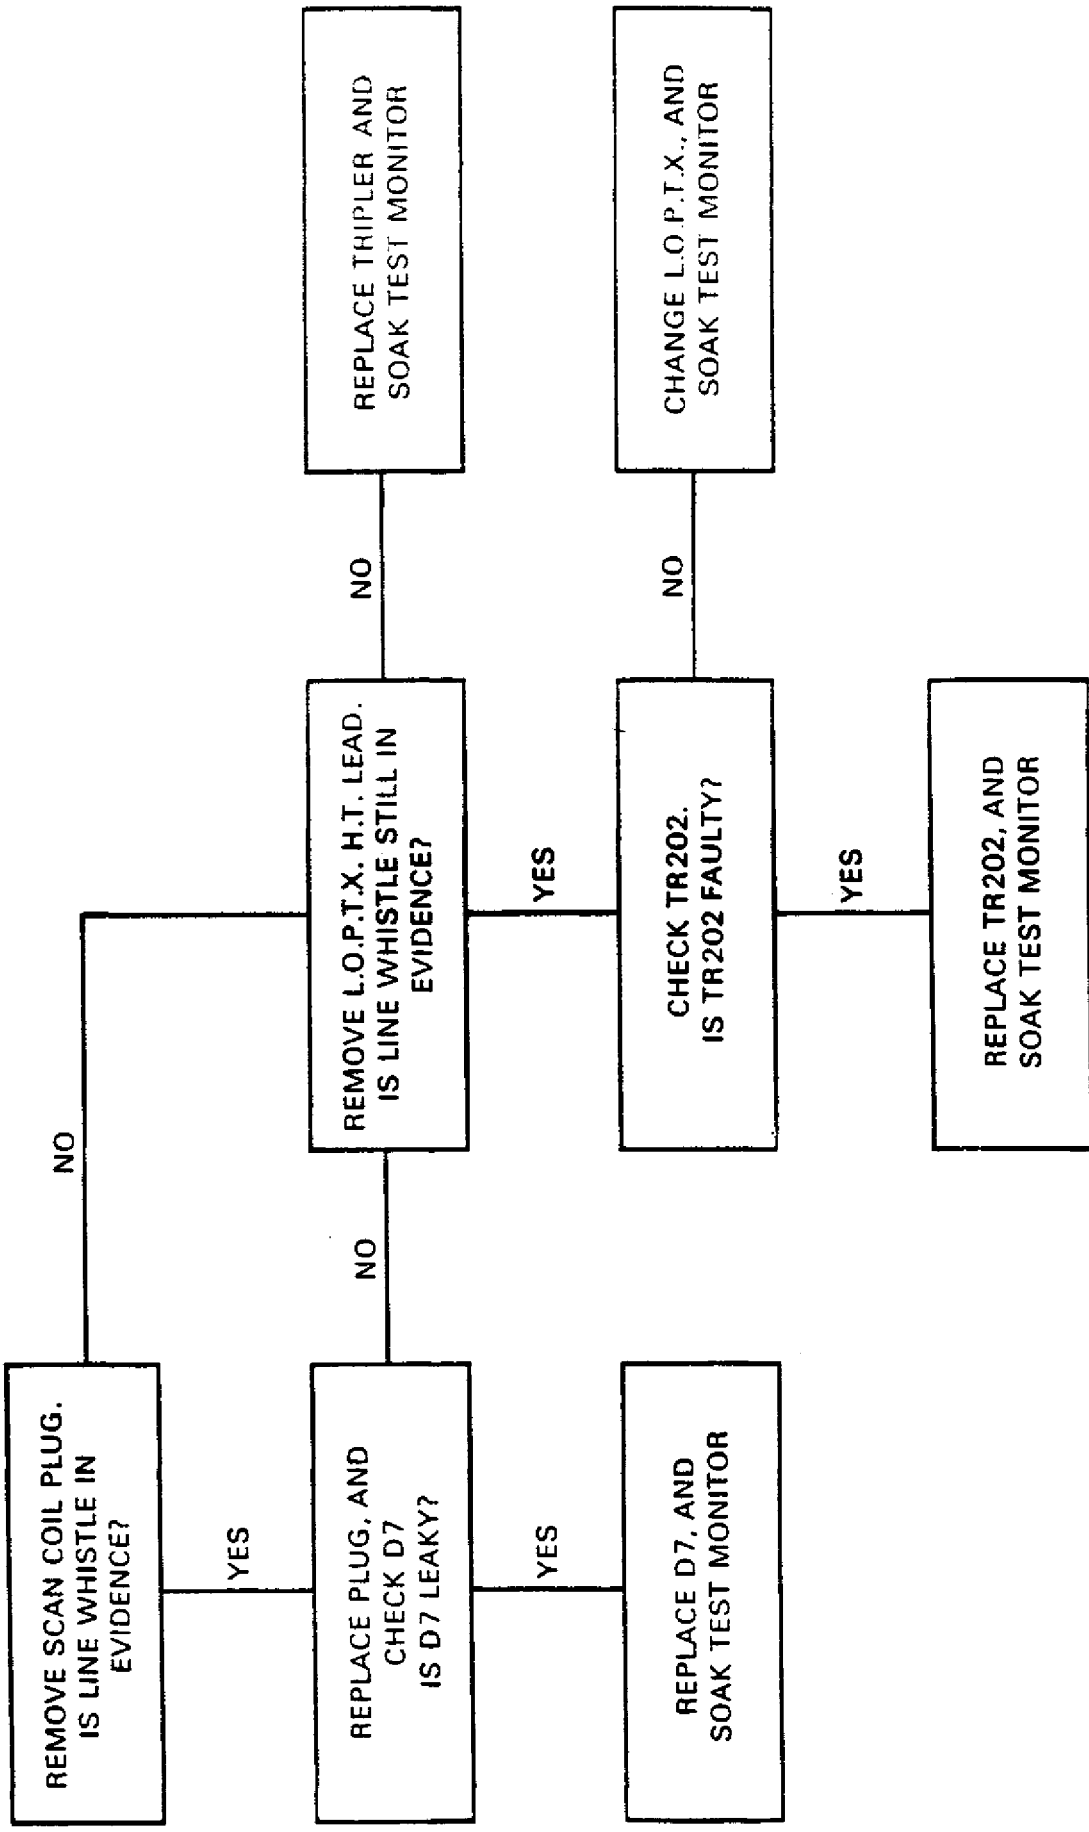 REMOVE SCAN COIL PLUG.
IS LINE WHISTLE IN
EVIDENCE?
NO
YES
REPLACE PLUG, AND
CHECK D7
IS D7 LEAKY?
NO
YES
REPLACE D7, AND
SOAK TEST MONITOR
REMOVE L.O.P.T.X. H.T. LEAD.
IS LINE WHISTLE STILL IN
EVIDENCE?
NO
YES
REPLACE TRIPLER AND
SOAK TEST MONITOR
CHECK TR202.
IS TR202 FAULTY?
NO
YES
CHANGE L.O.P.T.X., AND
SOAK TEST MONITOR
REPLACE TR202, AND
SOAK TEST MONITOR